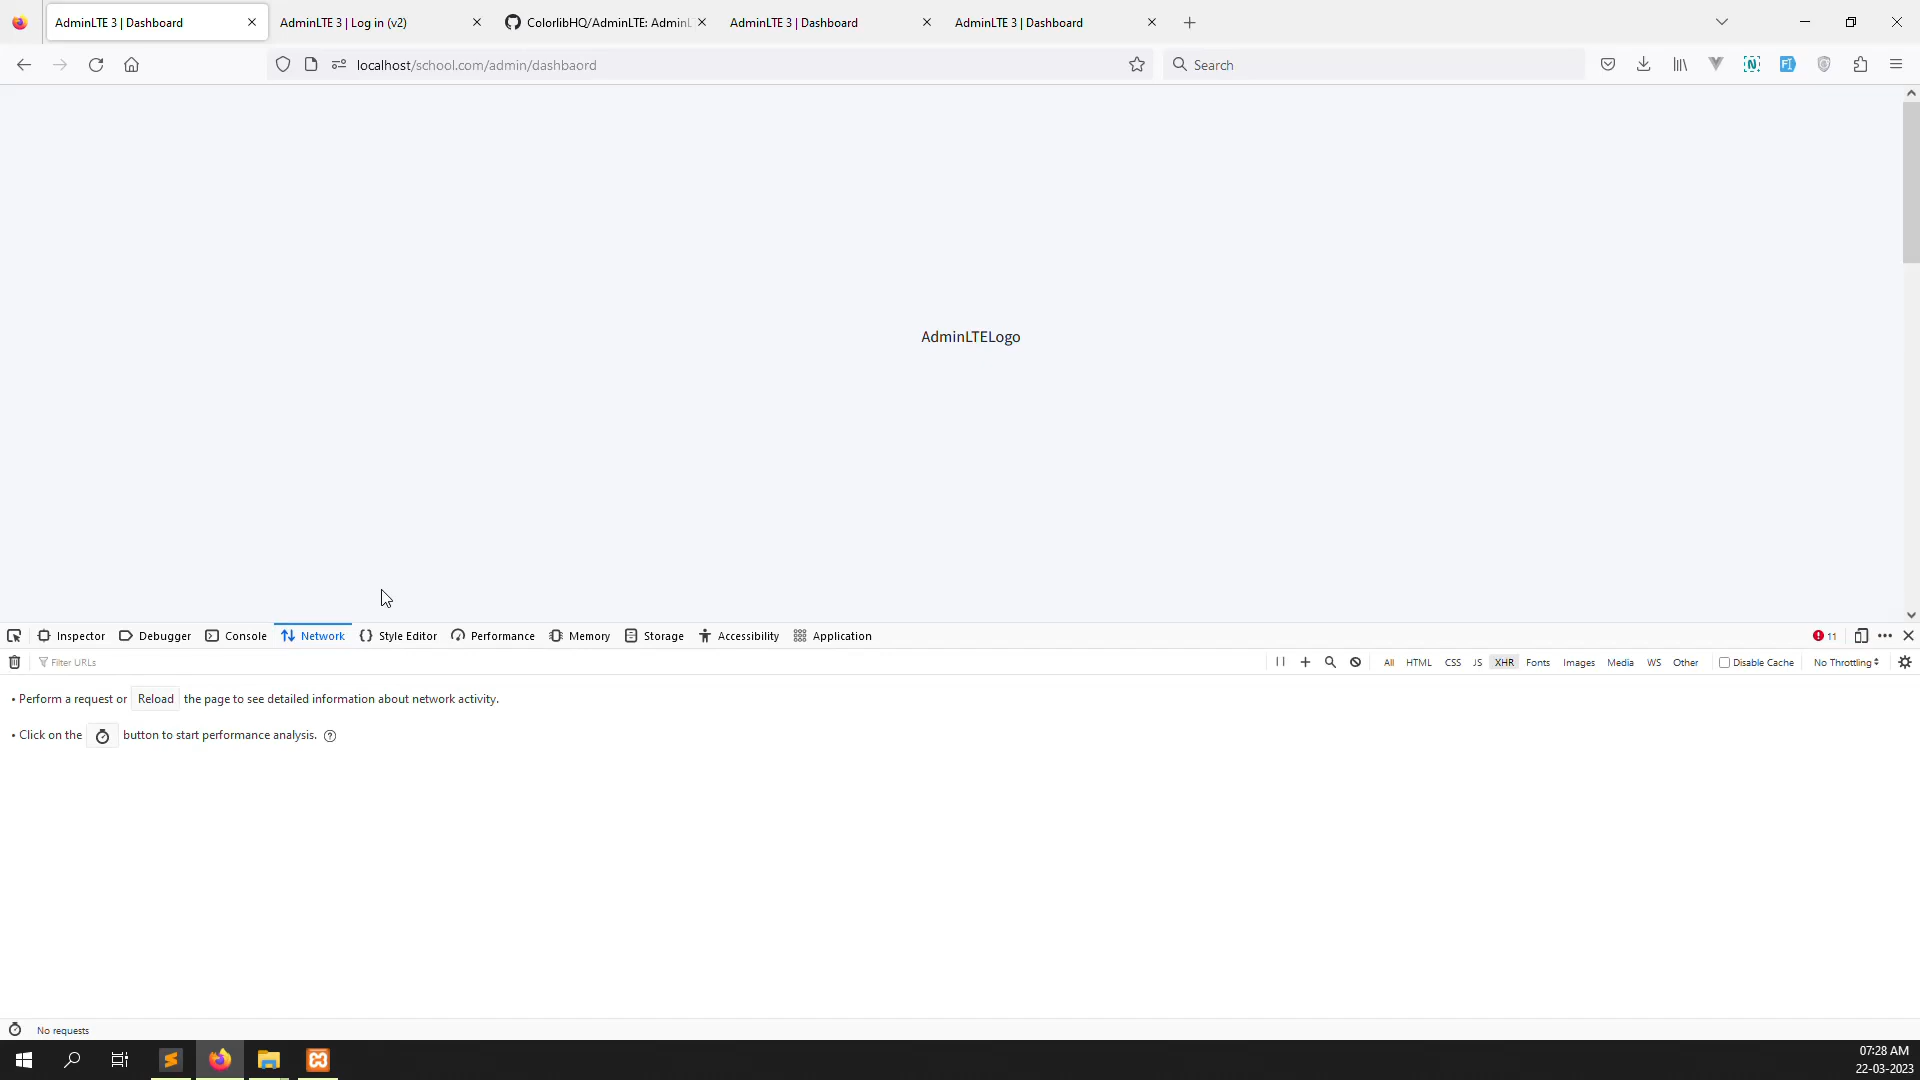 AdminLTE 3 | Dashboard
AdminLTE 3 | Log in (v2)
ColorlibHQ/AdminLTE: AdminL
AdminLTE 3 | Dashboard
AdminLTE 3 | Dashboard
localhost/school.com/admin/dashbaord
Search
AdminLTELogo
Inspector
Debugger
Console
Network
Style Editor
Performance
Memory
Storage
Accessibility
Application
11
Filter URLs
All
HTML
CSS
JS
XHR
Fonts
Images
Media
WS
Other
Disable Cache
No Throttling
• Perform a request or Reload the page to see detailed information about network activity.
• Click on the button to start performance analysis.
No requests
07:28 AM
22-03-2023